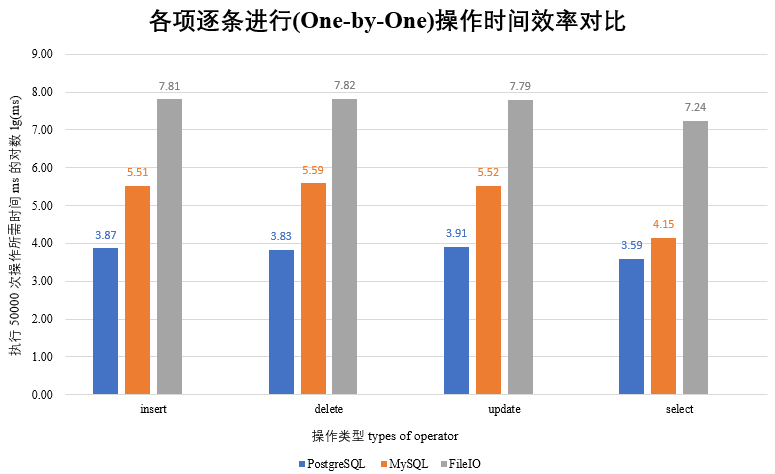 各项逐条进行(One-by-One)操作时间效率对比
执行 50000 次操作所需时间 ms 的对数 lg(ms)
9.00
8.00
7.00
6.00
5.00
4.00
3.00
2.00
1.00
0.00
3.87
5.51
7.81
3.83
5.59
7.82
3.91
5.52
7.79
3.59
4.15
7.24
insert
delete
update
select
操作类型 types of operator
PostgreSQL
MySQL
FileIO